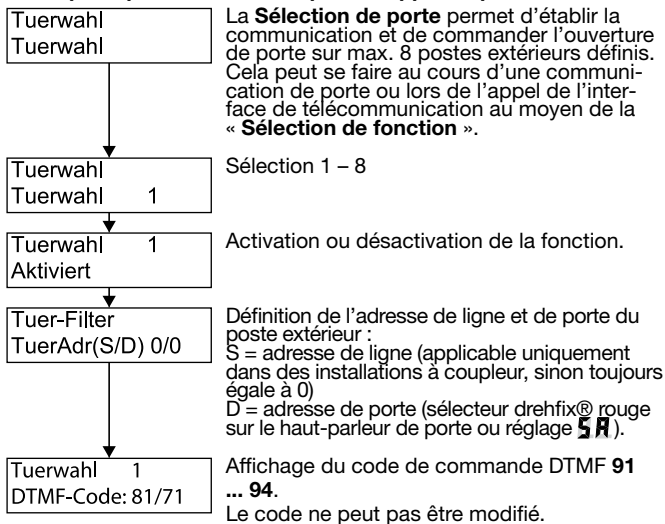 Tuerwahl
Tuerwahl
La Sélection de porte permet d'établir la
communication et de commander l'ouverture
de porte sur max. 8 postes extérieurs définis.
Cela peut se faire au cours d'une communi-
cation de porte ou lors de l'appel de l'inter-
face de télécommunication au moyen de la
« Sélection de fonction ».
Tuerwahl
Tuerwahl 1
Sélection 1 – 8
Tuerwahl 1
Aktiviert
Activation ou désactivation de la fonction.
Tuer-Filter
TuerAdr(S/D) 0/0
Définition de l'adresse de ligne et de porte du
poste extérieur :
S = adresse de ligne (applicable uniquement
dans des installations à coupleur, sinon toujours
égale à 0)
D = adresse de porte (sélecteur drehfix® rouge
sur le haut-parleur de porte ou réglage SA).
Tuerwahl 1
DTMF-Code: 81/71
Affichage du code de commande DTMF 91
... 94.
Le code ne peut pas être modifié.